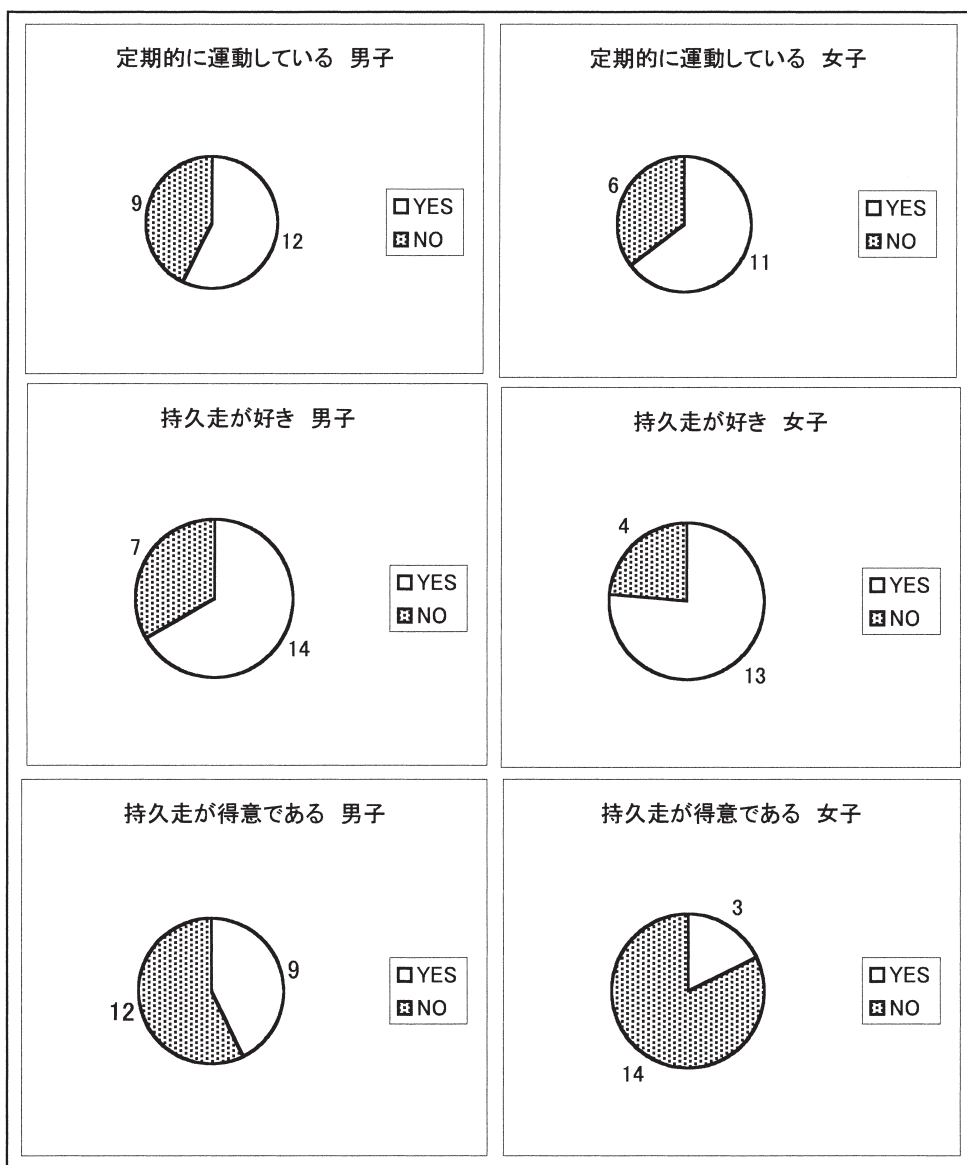 定期的に運動している 男子
9
12
YES
NO
定期的に運動している 女子
6
11
YES
NO
持久走が好き 男子
7
14
YES
NO
持久走が好き 女子
4
13
YES
NO
持久走が得意である 男子
9
12
YES
NO
持久走が得意である 女子
3
14
YES
NO